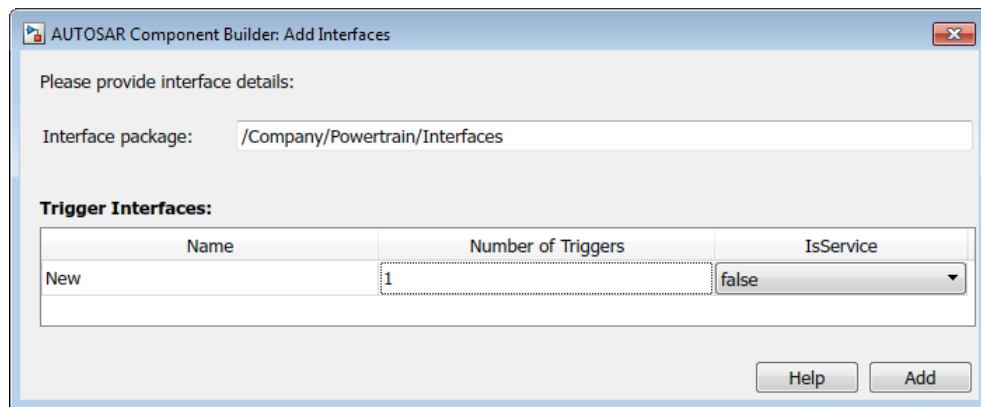 AUTOSAR Component Builder: Add Interfaces
Please provide interface details:
Interface package: /Company/Powertrain/Interfaces
Trigger Interfaces:
Name Number of Triggers IsService
New 1 false
Help Add